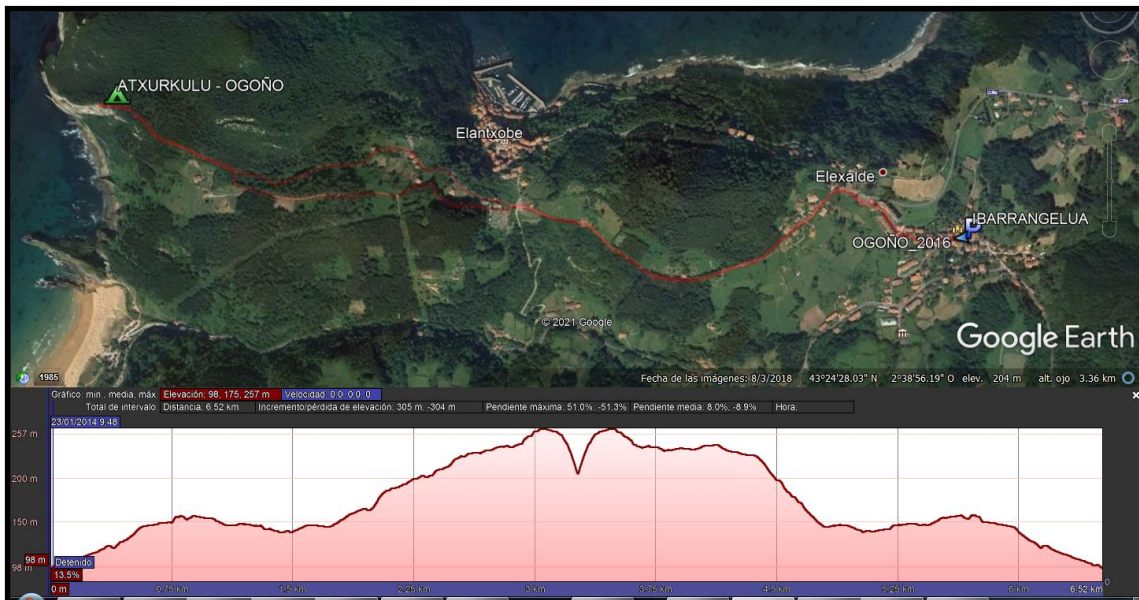 ATXURKULU - OGOÑO
Elantxobe
Elexalde
IBARRANGELUA
OGOÑO_2016
© 2021 Google
Google Earth
1985
Fecha de las imágenes: 8/3/2018 43°24'28.03" N 2°38'56.19" O elev. 204 m alt. ojo 3.36 km
Gráfico: mín., media, máx. Elevación: 98, 175, 257 m Velocidad: 0.0, 0.0, 0
Total de intervalo: Distancia: 6.52 km Incremento/pérdida de elevación: 305 m, -304 m Pendiente máxima: 51.0%, -51.3% Pendiente media: 8.0%, -8.9% Hora:
23/01/2014 9:48
257 m
200 m
150 m
98 m
98 m
Detenido
13.5%
0 m 0.75 km 1.5 km 2.25 km 3 km 3.75 km 4.5 km 5.25 km 6 km 6.52 km 0